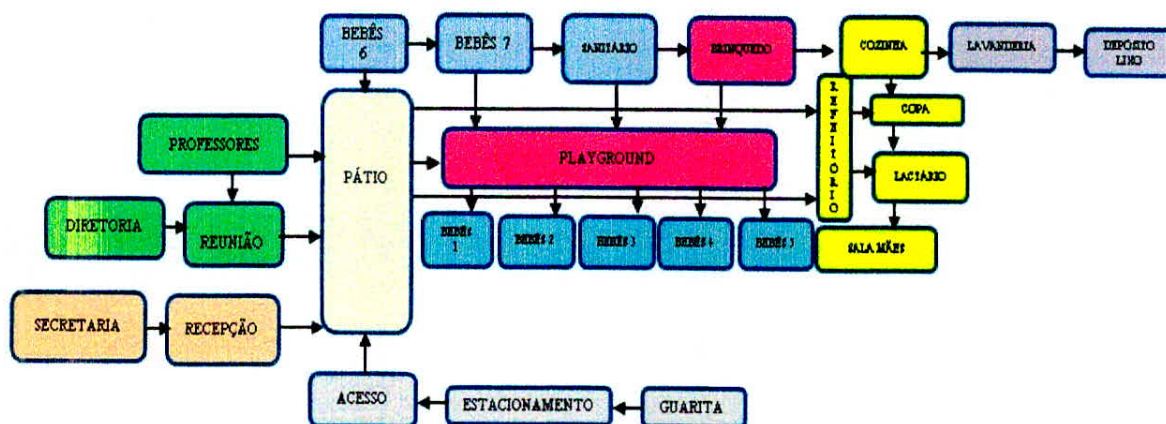 BEBÊS
6
BEBÊS 7
SANITÁRIO
BRINQUEDO
COZINHA
LAVANDERIA
DEPÓSITO
LIXO
REFEITÓRIO
COPA
PROFESSORES
PÁTIO
PLAYGROUND
LACTÁRIO
DIRETORIA
REUNIÃO
BEBÊS
1
BEBÊS 2
BEBÊS 3
BEBÊS 4
BEBÊS 5
SALA MÃES
SECRETARIA
RECEPÇÃO
ACESSO
ESTACIONAMENTO
GUARITA